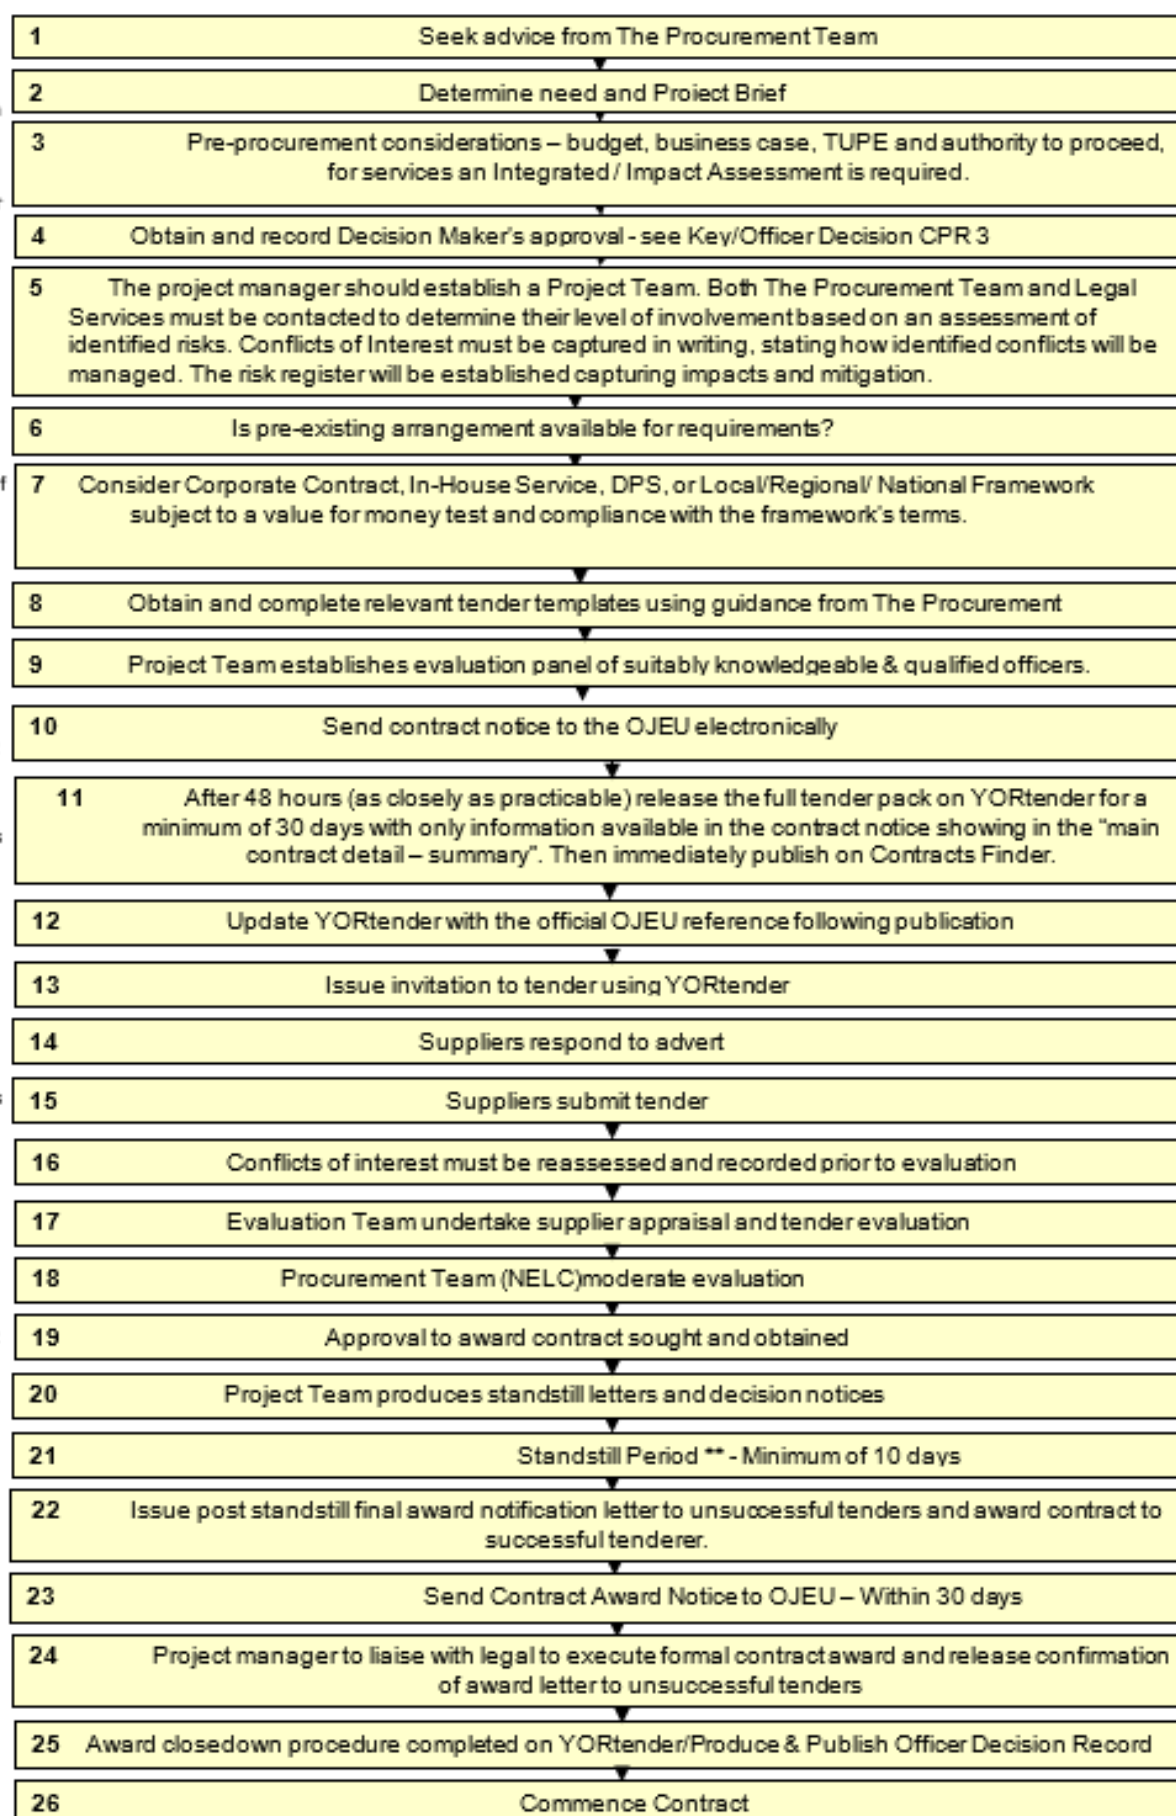 1 Seek advice from The Procurement Team
2 Determine need and Project Brief
3 Pre-procurement considerations – budget, business case, TUPE and authority to proceed,
for services an Integrated / Impact Assessment is required.
4 Obtain and record Decision Maker's approval - see Key/Officer Decision CPR 3
5 The project manager should establish a Project Team. Both The Procurement Team and Legal
Services must be contacted to determine their level of involvement based on an assessment of
identified risks. Conflicts of Interest must be captured in writing, stating how identified conflicts will be
managed. The risk register will be established capturing impacts and mitigation.
6 Is pre-existing arrangement available for requirements?
7 Consider Corporate Contract, In-House Service, DPS, or Local/Regional/ National Framework
subject to a value for money test and compliance with the framework's terms.
8 Obtain and complete relevant tender templates using guidance from The Procurement
9 Project Team establishes evaluation panel of suitably knowledgeable & qualified officers.
10 Send contract notice to the OJEU electronically
11 After 48 hours (as closely as practicable) release the full tender pack on YORtender for a
minimum of 30 days with only information available in the contract notice showing in the "main
contract detail – summary". Then immediately publish on Contracts Finder.
12 Update YORtender with the official OJEU reference following publication
13 Issue invitation to tender using YORtender
14 Suppliers respond to advert
15 Suppliers submit tender
16 Conflicts of interest must be reassessed and recorded prior to evaluation
17 Evaluation Team undertake supplier appraisal and tender evaluation
18 Procurement Team (NELC)moderate evaluation
19 Approval to award contract sought and obtained
20 Project Team produces standstill letters and decision notices
21 Standstill Period ** - Minimum of 10 days
22 Issue post standstill final award notification letter to unsuccessful tenders and award contract to
successful tenderer.
23 Send Contract Award Notice to OJEU – Within 30 days
24 Project manager to liaise with legal to execute formal contract award and release confirmation
of award letter to unsuccessful tenders
25 Award closedown procedure completed on YORtender/Produce & Publish Officer Decision Record
26 Commence Contract